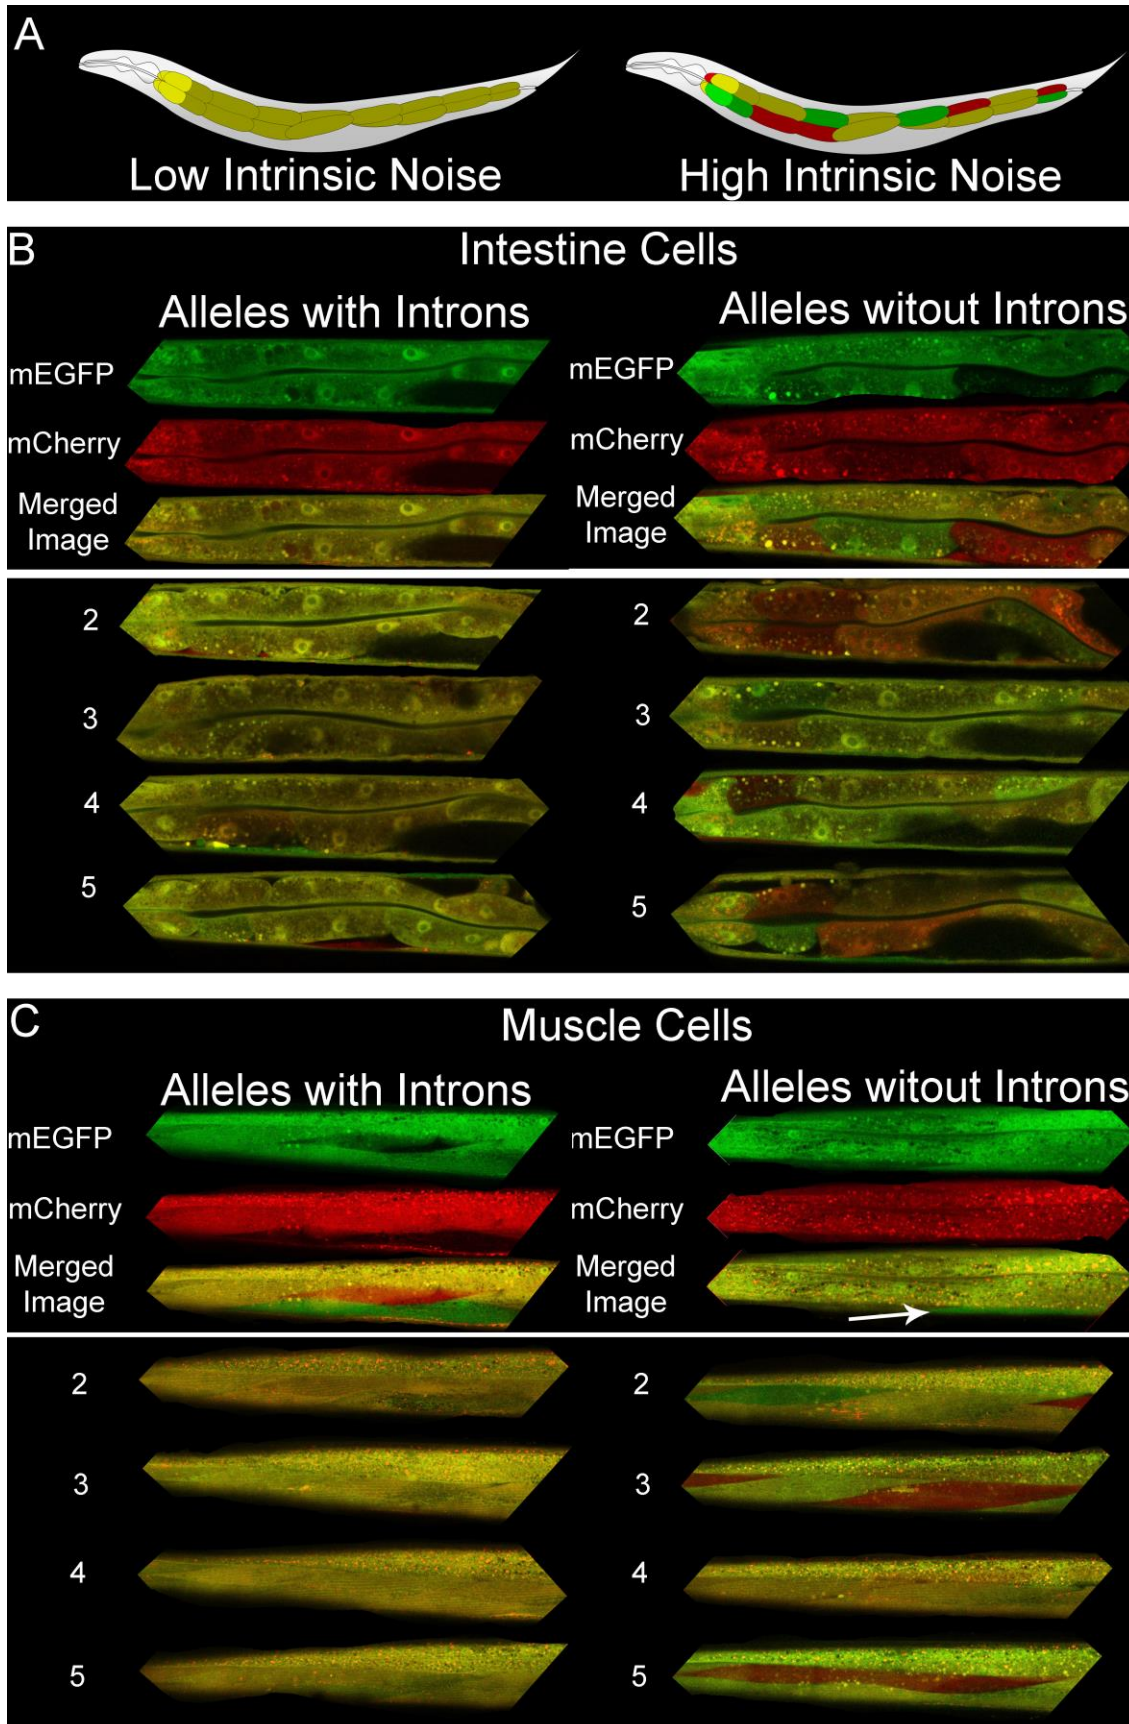 A
Low Intrinsic Noise
High Intrinsic Noise
B
Intestine Cells
Alleles with Introns
Alleles witout Introns
mEGFP
mEGFP
mCherry
mCherry
Merged
Image
Merged
Image
2
2
3
3
4
4
5
5
C
Muscle Cells
Alleles with Introns
Alleles witout Introns
mEGFP
mEGFP
mCherry
mCherry
Merged
Image
Merged
Image
2
2
3
3
4
4
5
5